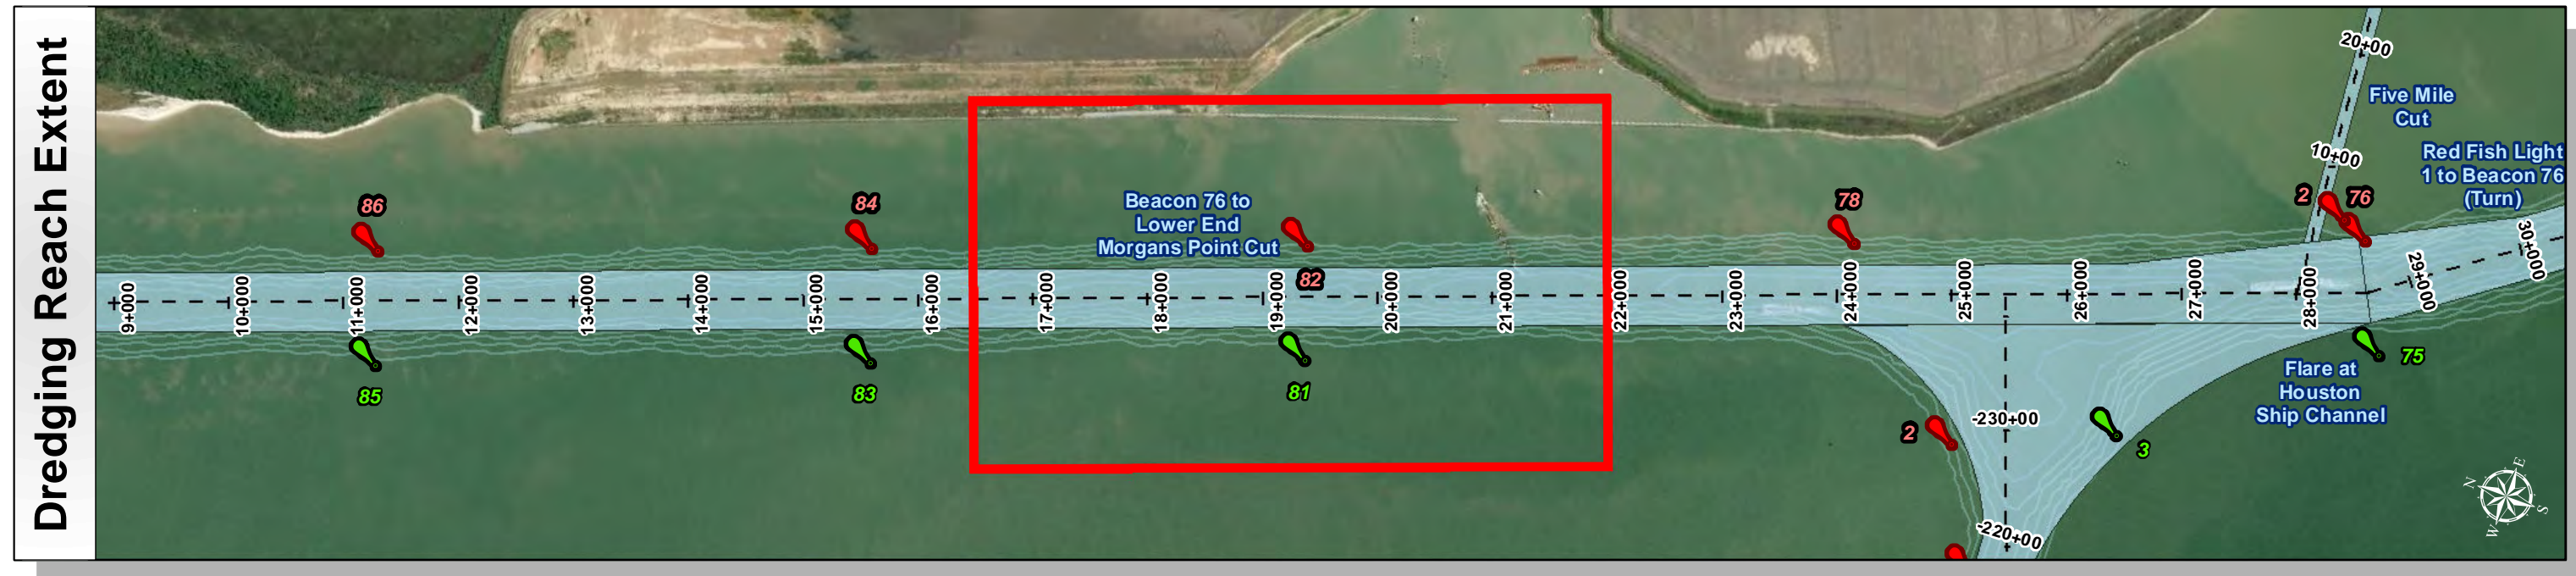 Dredging Reach Extent
20+00
Five Mile
Cut
10+00
Red Fish Light
1 to Beacon 76
(Turn)
86
84
Beacon 76 to
Lower End
Morgans Point Cut
82
78
2
76
9+000
10+000
11+000
12+000
13+000
14+000
15+000
16+000
17+000
18+000
19+000
20+000
21+000
22+000
23+000
24+000
25+000
26+000
27+000
28+000
29+000
30+000
85
83
81
75
Flare at
Houston
Ship Channel
-230+00
2
3
-220+00
N
E
S
W